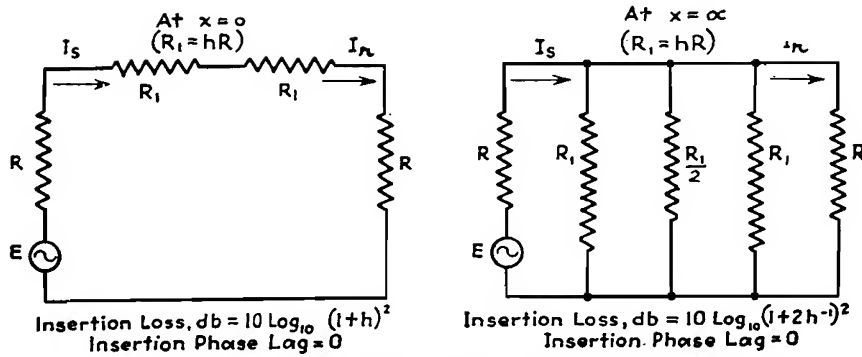 At x=0
(R₁=hR)
I_S
I_r
R₁
R₁
R
R
E
Insertion Loss, db = 10 Log₁₀ (1+h)²
Insertion Phase Lag = 0
At x=∝
(R₁=hR)
I_S
R
R₁
R₁/2
R₁
R
E
Insertion Loss, db = 10 Log₁₀(1+2h⁻¹)²
Insertion Phase Lag = 0